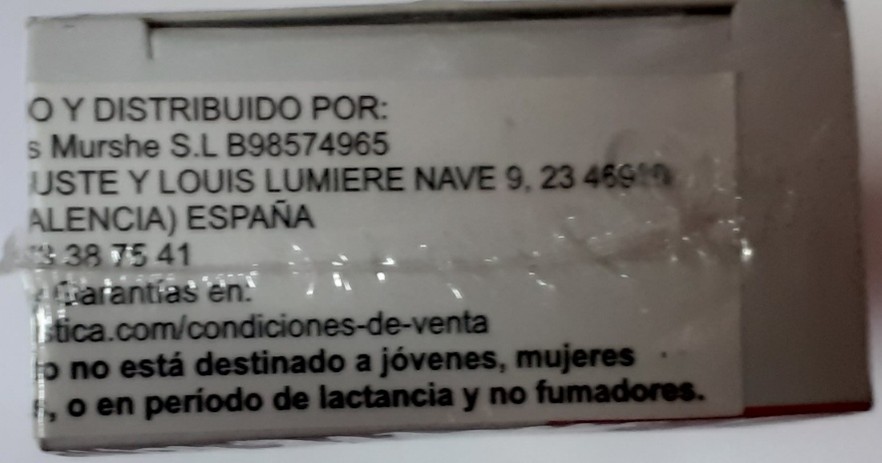 O Y DISTRIBUIDO POR:
s Murshe S.L B98574965
USTE Y LOUIS LUMIERE NAVE 9, 23
ALENCIA) ESPAÑA
38 75 41
Garantías en:
stica.com/condiciones-de-venta
o no está destinado a jóvenes, mujeres
, o en período de lactancia y no fumadores.